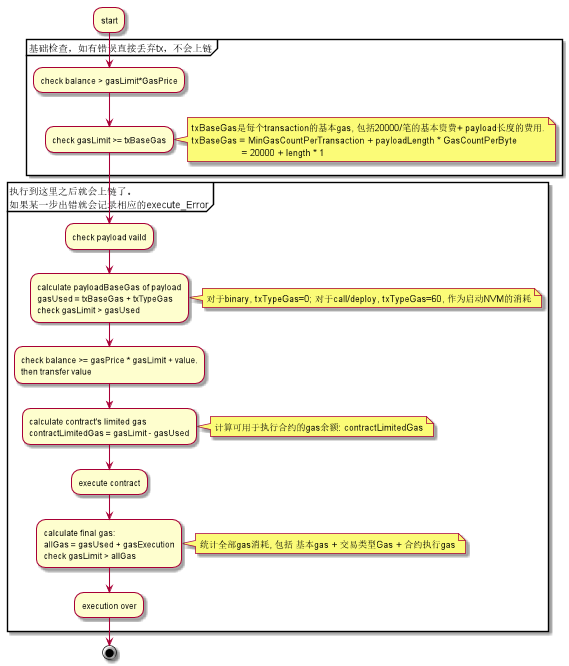 start
基础检查，如有错误直接丢弃tx，不会上链
check balance > gasLimit*GasPrice
check gasLimit >= txBaseGas
txBaseGas是每个transaction的基本gas, 包括20000/笔的基本资费+ payload长度的费用.
txBaseGas = MinGasCountPerTransaction + payloadLength * GasCountPerByte
= 20000 + length * 1
执行到这里之后就会上链了，
如果某一步出错就会记录相应的execute_Error
check payload vaild
calculate payloadBaseGas of payload
gasUsed = txBaseGas + txTypeGas
check gasLimit > gasUsed
对于binary, txTypeGas=0; 对于call/deploy, txTypeGas=60, 作为启动NVM的消耗
check balance >= gasPrice * gasLimit + value.
then transfer value
calculate contract's limited gas
contractLimitedGas = gasLimit - gasUsed
计算可用于执行合约的gas余额: contractLimitedGas
execute contract
calculate final gas:
allGas = gasUsed + gasExecution
check gasLimit > allGas
统计全部gas消耗, 包括 基本gas + 交易类型Gas + 合约执行gas
execution over